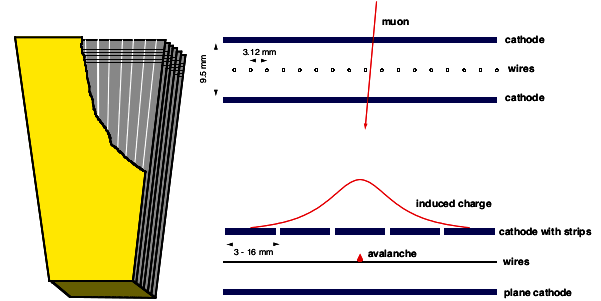 muon
cathode
3.12 mm
9.5 mm
wires
cathode
induced charge
cathode with strips
3 - 16 mm
avalanche
wires
plane cathode